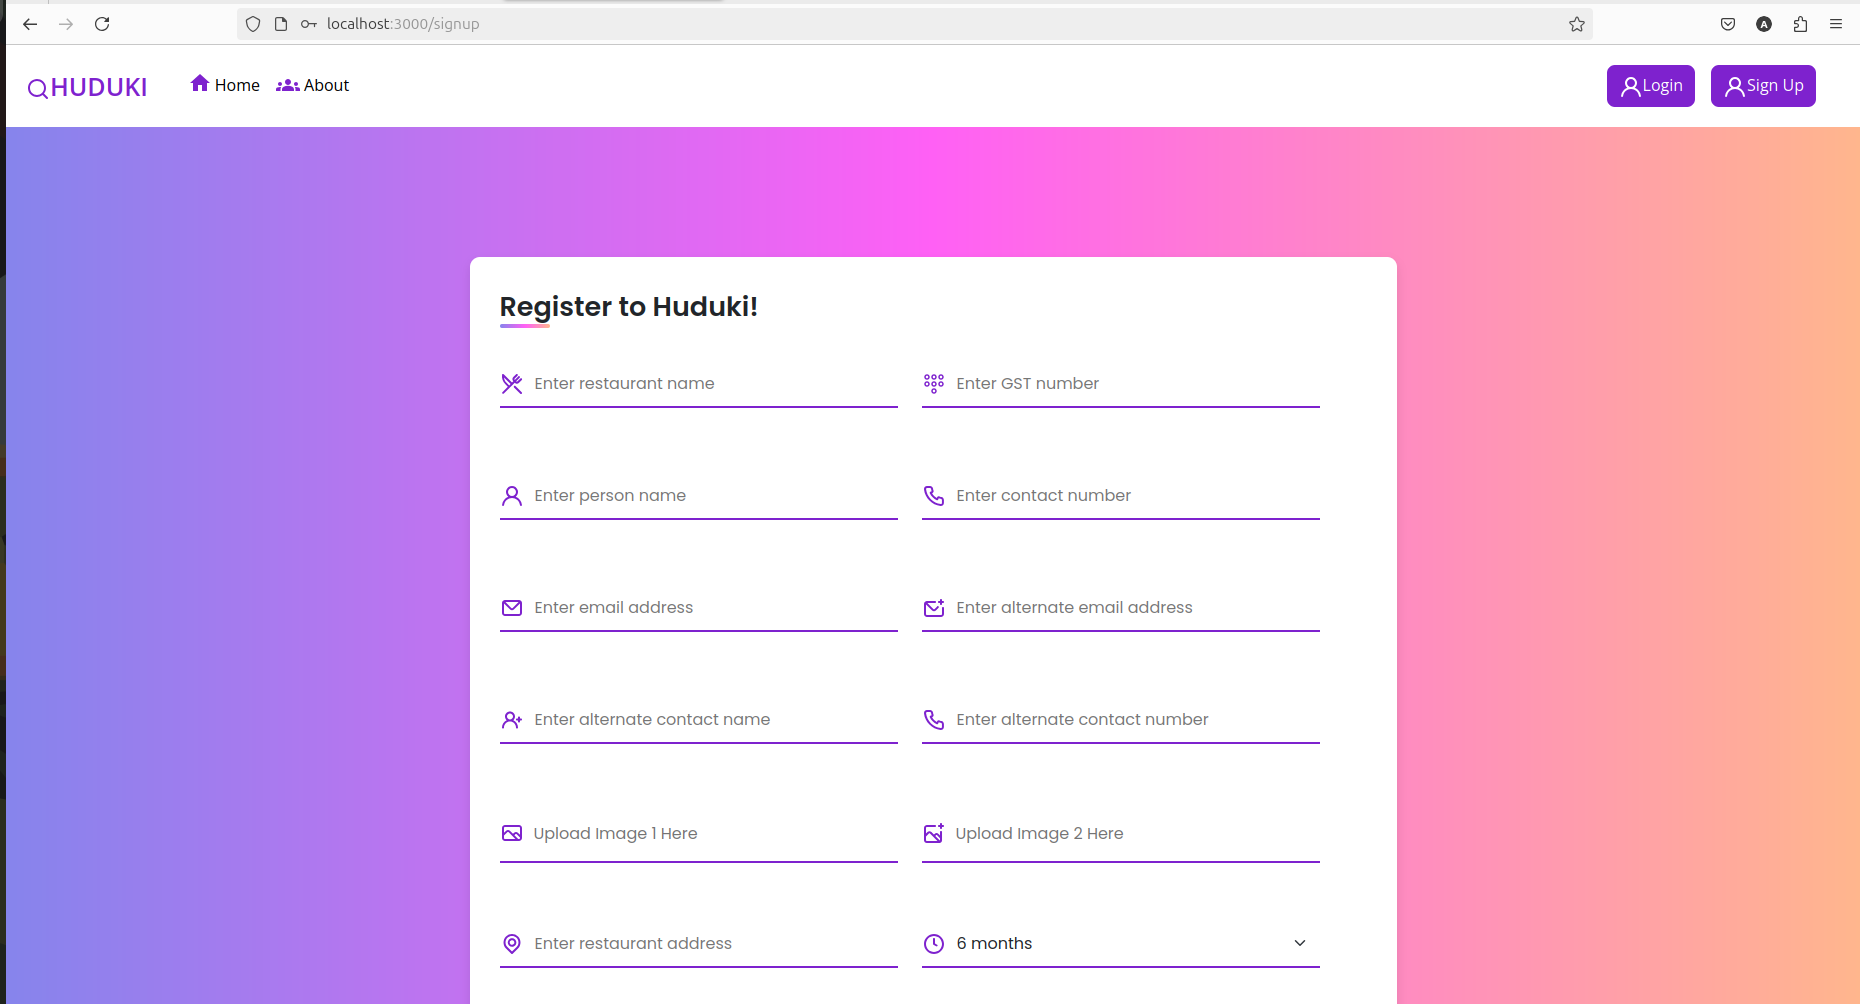 localhost:3000/signup
HUDUKI Home About Login Sign Up
Register to Huduki!
Enter restaurant name Enter GST number
Enter person name Enter contact number
Enter email address Enter alternate email address
Enter alternate contact name Enter alternate contact number
Upload Image 1 Here Upload Image 2 Here
Enter restaurant address 6 months